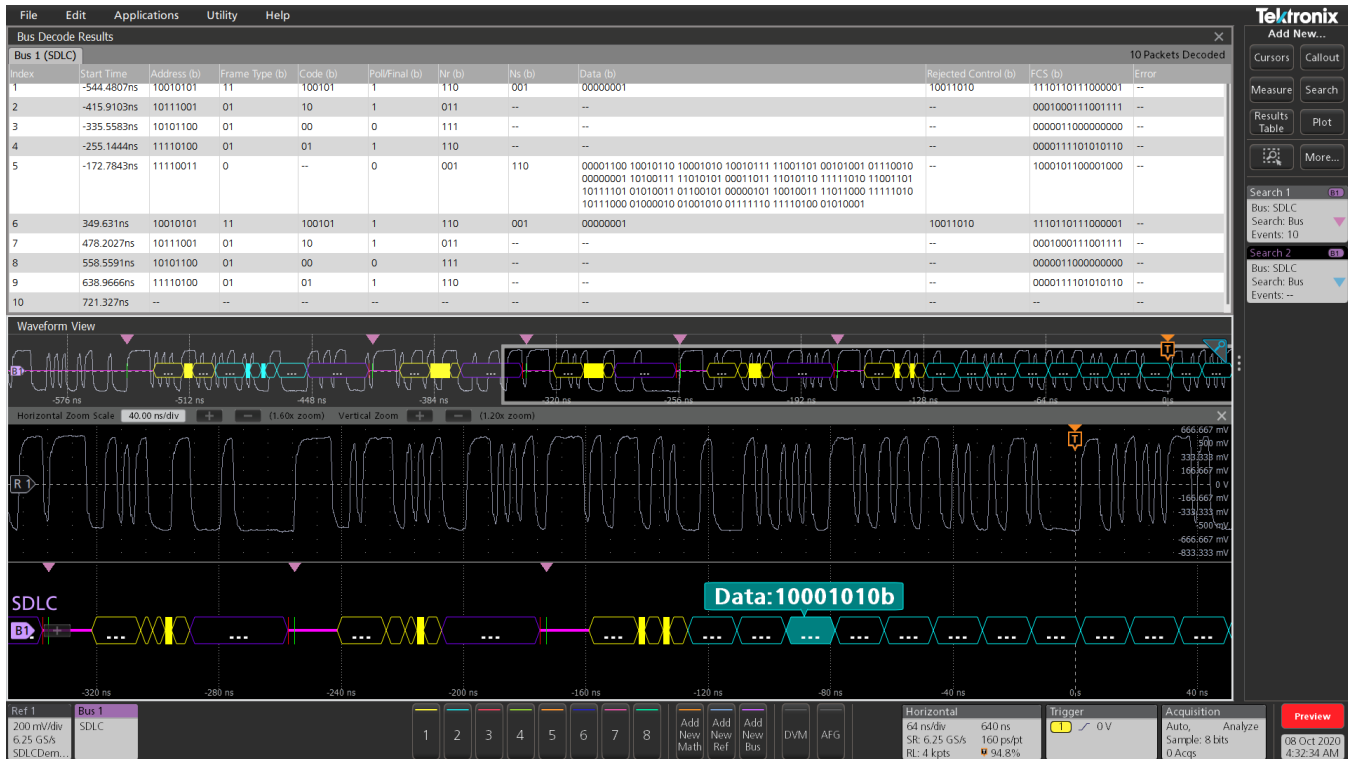 File Edit Applications Utility Help
Tektronix
Bus Decode Results
Add New...
Bus 1 (SDLC) 10 Packets Decoded
Index Start Time Address (b) Frame Type (b) Code (b) Poll/Final (b) Nr (b) Ns (b) Data (b) Rejected Control (b) FCS (b) Error
1 -544.4807ns 10010101 11 100101 1 110 001 00000001 10011010 1110110111000001 --
2 -415.9103ns 10111001 01 10 1 011 -- -- -- 0001000111001111 --
3 -335.5583ns 10101100 01 00 0 111 -- -- -- 0000011000000000 --
4 -255.1444ns 11110100 01 01 1 110 -- -- -- 0000111101010110 --
5 -172.7843ns 11110011 0 -- 0 001 110 00001100 10010110 10001010 10010111 11001101 00101001 01110010 -- 1000101100001000 --
00000001 10100111 11010101 00011011 11010110 11111010 11001101
10111101 01010011 01100101 00000101 10010011 11011000 11111010
10111000 01000010 01001010 01111110 11110100 01010001
6 349.631ns 10010101 11 100101 1 110 001 00000001 10011010 1110110111000001 --
7 478.2027ns 10111001 01 10 1 011 -- -- -- 0001000111001111 --
8 558.5591ns 10101100 01 00 0 111 -- -- -- 0000011000000000 --
9 638.9666ns 11110100 01 01 1 110 -- -- -- 0000111101010110 --
10 721.327ns -- -- -- -- -- -- -- -- -- --
Cursors Callout
Measure Search
Results Table Plot
More...
Search 1 B1
Bus: SDLC
Search: Bus
Events: 10
Search 2 B1
Bus: SDLC
Search: Bus
Events: --
Waveform View
B1
T
-576 ns -512 ns -448 ns -384 ns -320 ns -256 ns -192 ns -128 ns -64 ns 0 s
Horizontal Zoom Scale 40.00 ns/div + - (1.60x zoom) Vertical Zoom + - (1.20x zoom)
T
666.667 mV
500 mV
333.333 mV
166.667 mV
R 1 0 V
-166.667 mV
-333.333 mV
-500 mV
-666.667 mV
-833.333 mV
SDLC
Data:10001010b
B1
-320 ns -280 ns -240 ns -200 ns -160 ns -120 ns -80 ns -40 ns 0 s 40 ns
Ref 1
200 mV/div
6.25 GS/s
SDLCDem...
Bus 1
SDLC
1 2 3 4 5 6 7 8
Add New Math
Add New Ref
Add New Bus
DVM AFG
Horizontal
64 ns/div 640 ns
SR: 6.25 GS/s 160 ps/pt
RL: 4 kpts 94.8%
Trigger
1 0 V
Acquisition
Auto, Analyze
Sample: 8 bits
0 Acqs
Preview
08 Oct 2020
4:32:34 AM